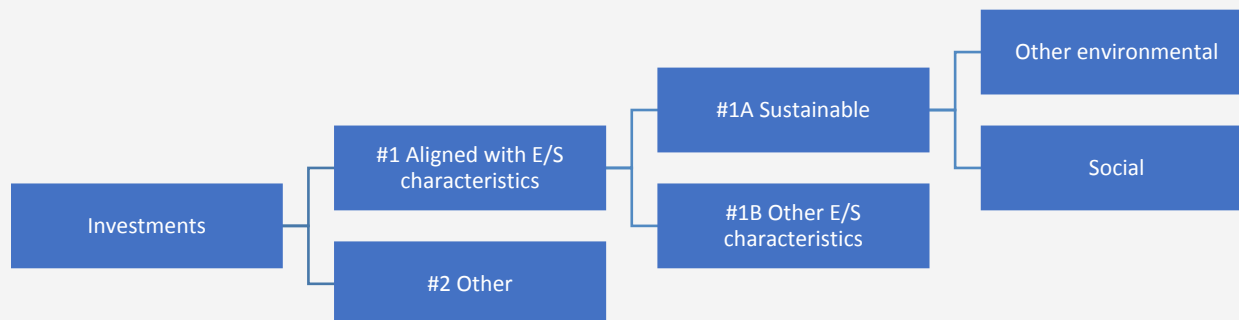 Investments
#1 Aligned with E/S
characteristics
#2 Other
#1A Sustainable
#1B Other E/S
characteristics
Other environmental
Social